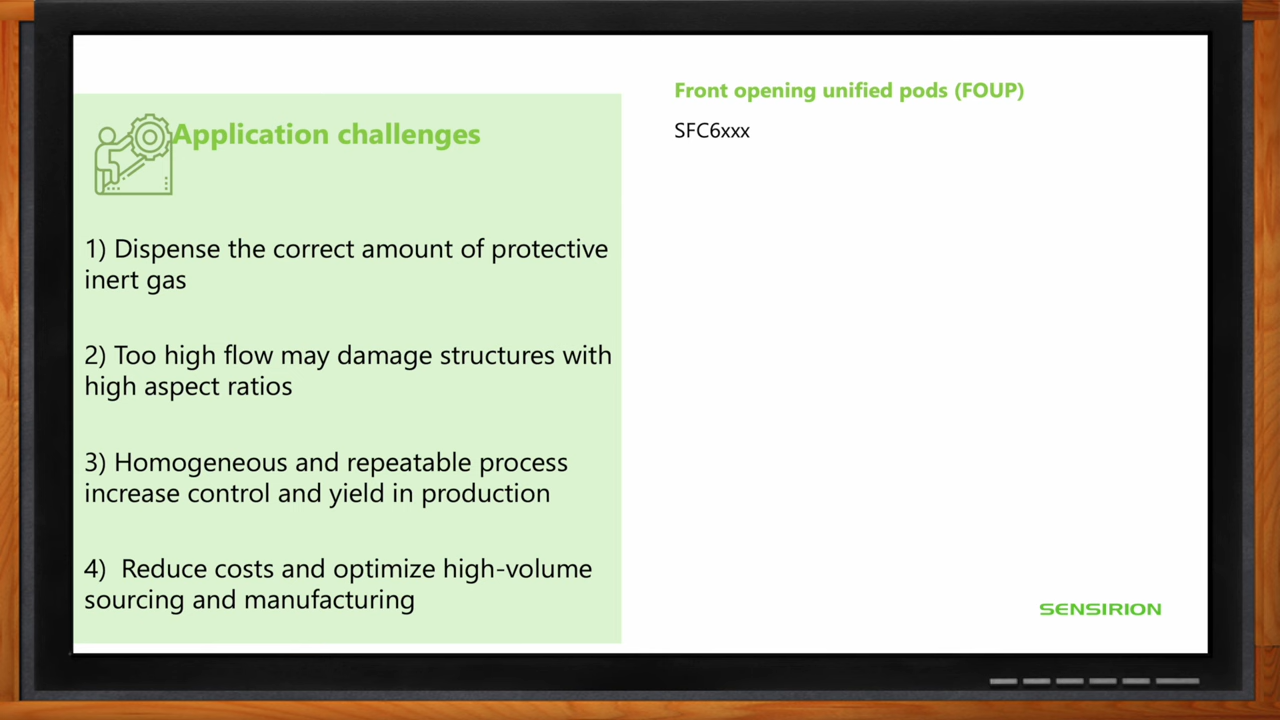 Application challenges
1) Dispense the correct amount of protective
inert gas
2) Too high flow may damage structures with
high aspect ratios
3) Homogeneous and repeatable process
increase control and yield in production
4)  Reduce costs and optimize high-volume
sourcing and manufacturing
Front opening unified pods (FOUP)
SFC6xxx
SENSIRION